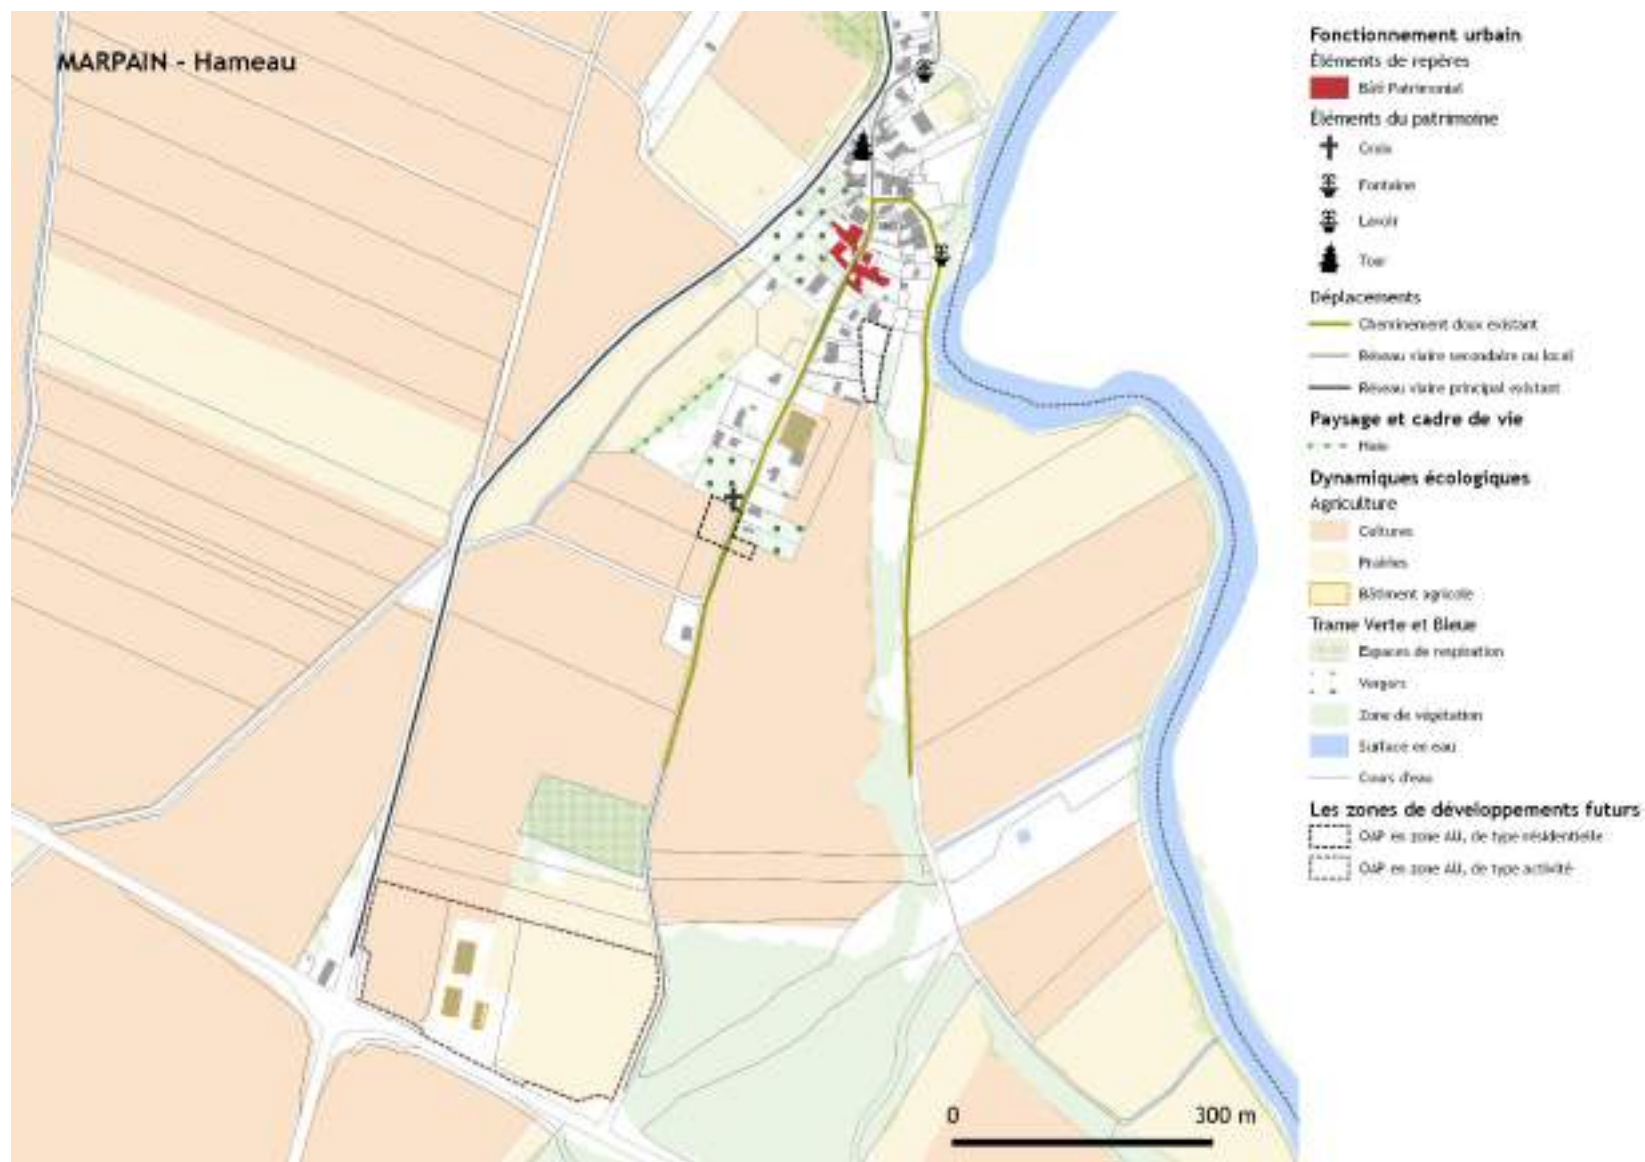 MARPAIN - Hameau
Fonctionnement urbain
Éléments de repères
Bâti Patrimonial
Éléments du patrimoine
Croix
Fontaine
Lavoir
Tour
Déplacements
Cheminement doux existant
Réseau viaire secondaire ou local
Réseau viaire principal existant
Paysage et cadre de vie
Haie
Dynamiques écologiques
Agriculture
Cultures
Prairies
Bâtiment agricole
Trame Verte et Bleue
Espaces de respiration
Vergers
Zone de végétation
Surface en eau
Cours d'eau
Les zones de développements futurs
OAP en zone AU, de type résidentielle
OAP en zone AU, de type activité
0 300 m